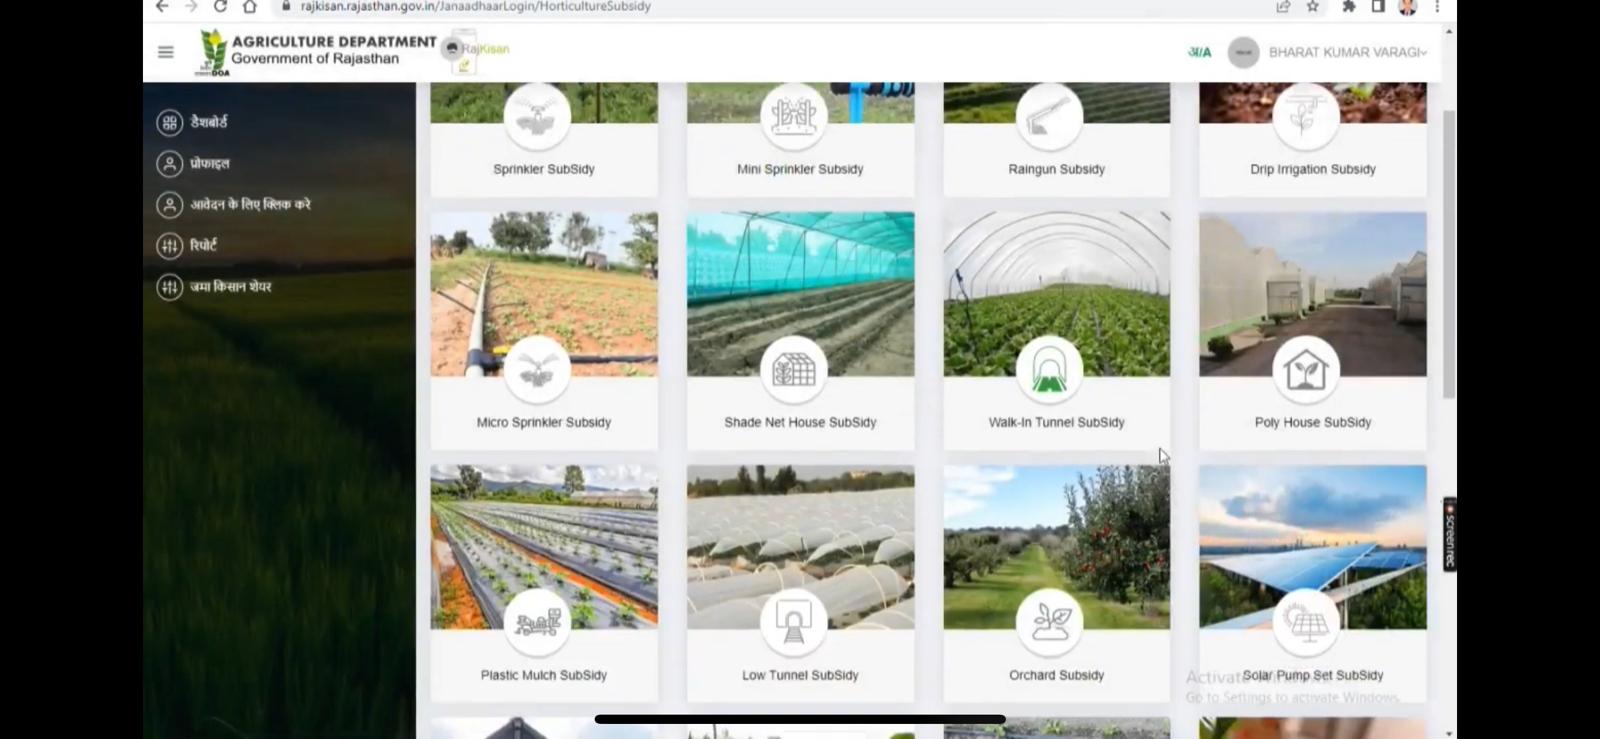 rajkisan.rajasthan.gov.in/JanaadhaarLogin/HorticultureSubsidy
AGRICULTURE DEPARTMENT
Government of Rajasthan
DOA
RajKisan
अ/A
BHARAT KUMAR VARAGI
डैशबोर्ड
प्रोफाइल
आवेदन के लिए क्लिक करे
रिपोर्ट
जमा किसान शेयर
Sprinkler SubSidy
Mini Sprinkler Subsidy
Raingun Subsidy
Drip Irrigation Subsidy
Micro Sprinkler Subsidy
Shade Net House SubSidy
Walk-In Tunnel SubSidy
Poly House SubSidy
Plastic Mulch SubSidy
Low Tunnel SubSidy
Orchard Subsidy
Solar Pump Set SubSidy
Activate Windows
Go to Settings to activate Windows.
screenrec